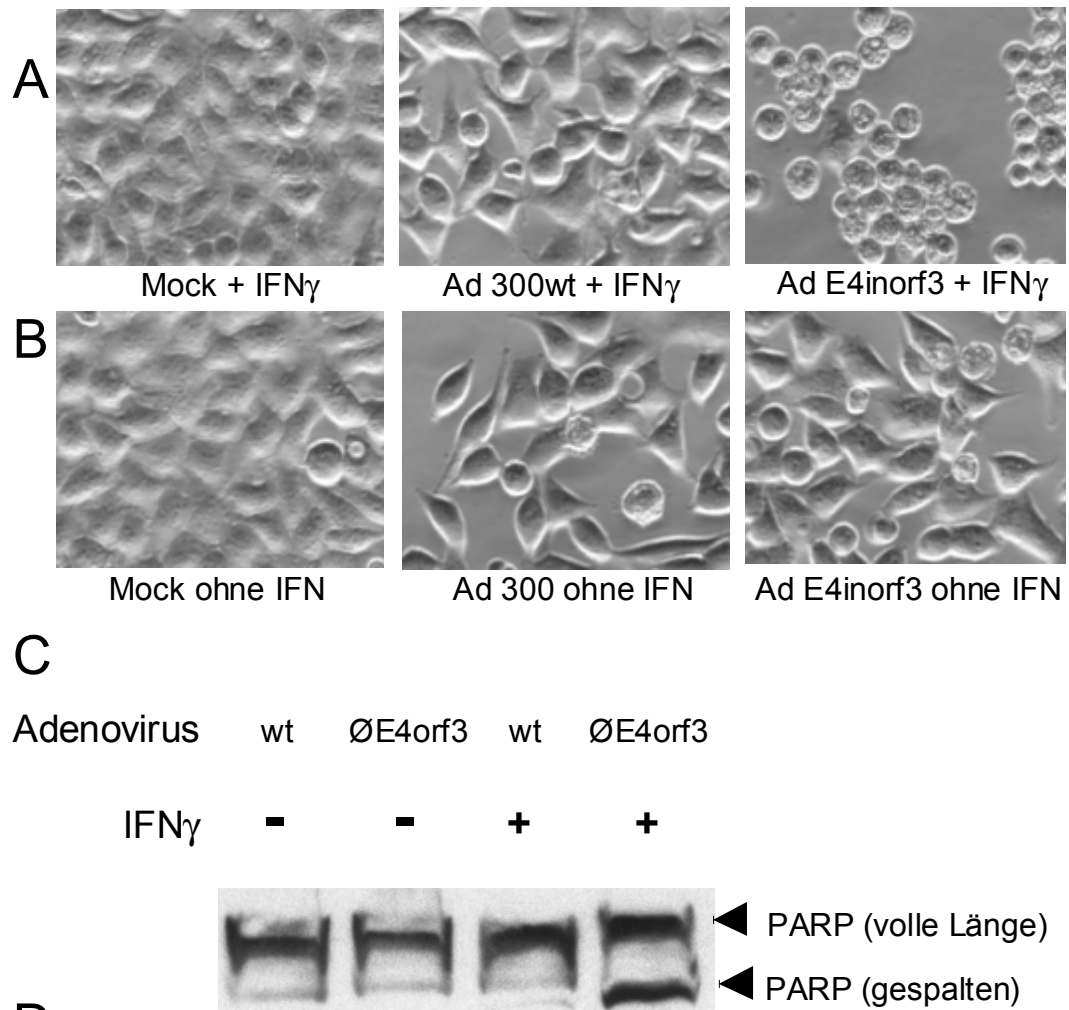 A
Mock + IFNγ
Ad 300wt + IFNγ
Ad E4inorf3 + IFNγ
B
Mock ohne IFN
Ad 300 ohne IFN
Ad E4inorf3 ohne IFN
C
Adenovirus wt ØE4orf3 wt ØE4orf3
IFNγ - - + +
PARP (volle Länge)
PARP (gespalten)